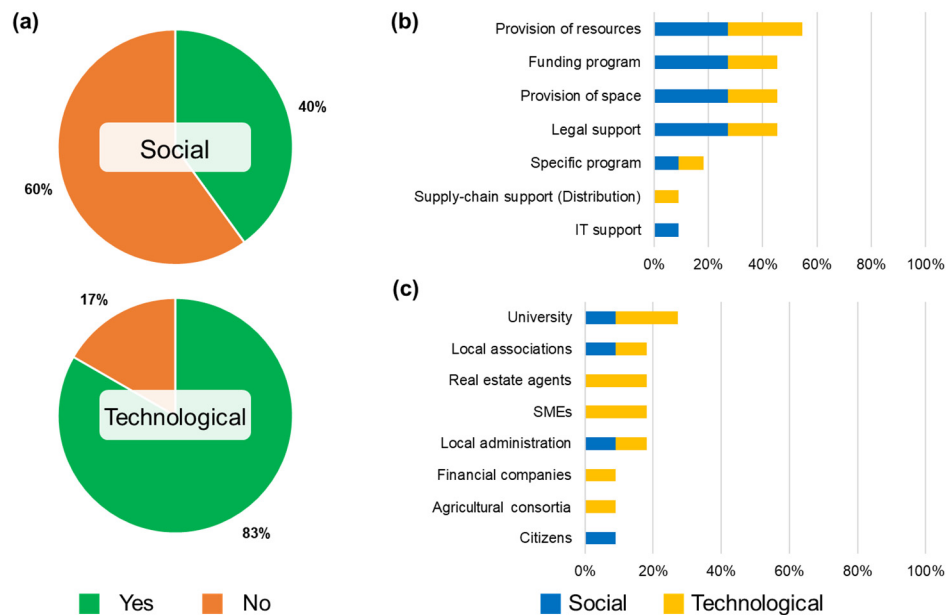 (a)
40%
Social
60%
17%
Technological
83%
Yes
No
(b)
Provision of resources
Funding program
Provision of space
Legal support
Specific program
Supply-chain support (Distribution)
IT support
0% 20% 40% 60% 80% 100%
(c)
University
Local associations
Real estate agents
SMEs
Local administration
Financial companies
Agricultural consortia
Citizens
0% 20% 40% 60% 80% 100%
Social
Technological